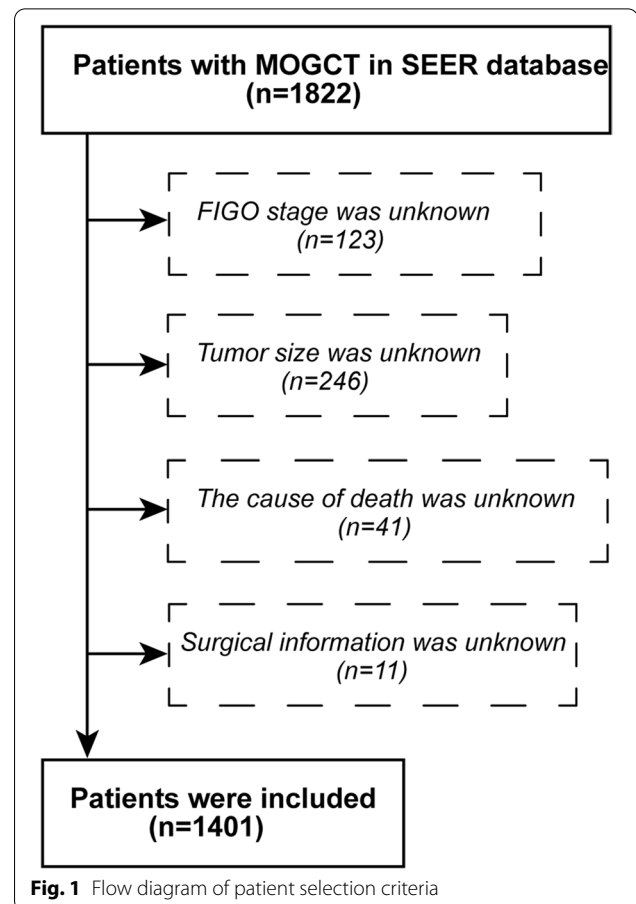 Patients with MOGCT in SEER database
(n=1822)
FIGO stage was unknown
(n=123)
Tumor size was unknown
(n=246)
The cause of death was unknown
(n=41)
Surgical information was unknown
(n=11)
Patients were included
(n=1401)
Fig. 1 Flow diagram of patient selection criteria